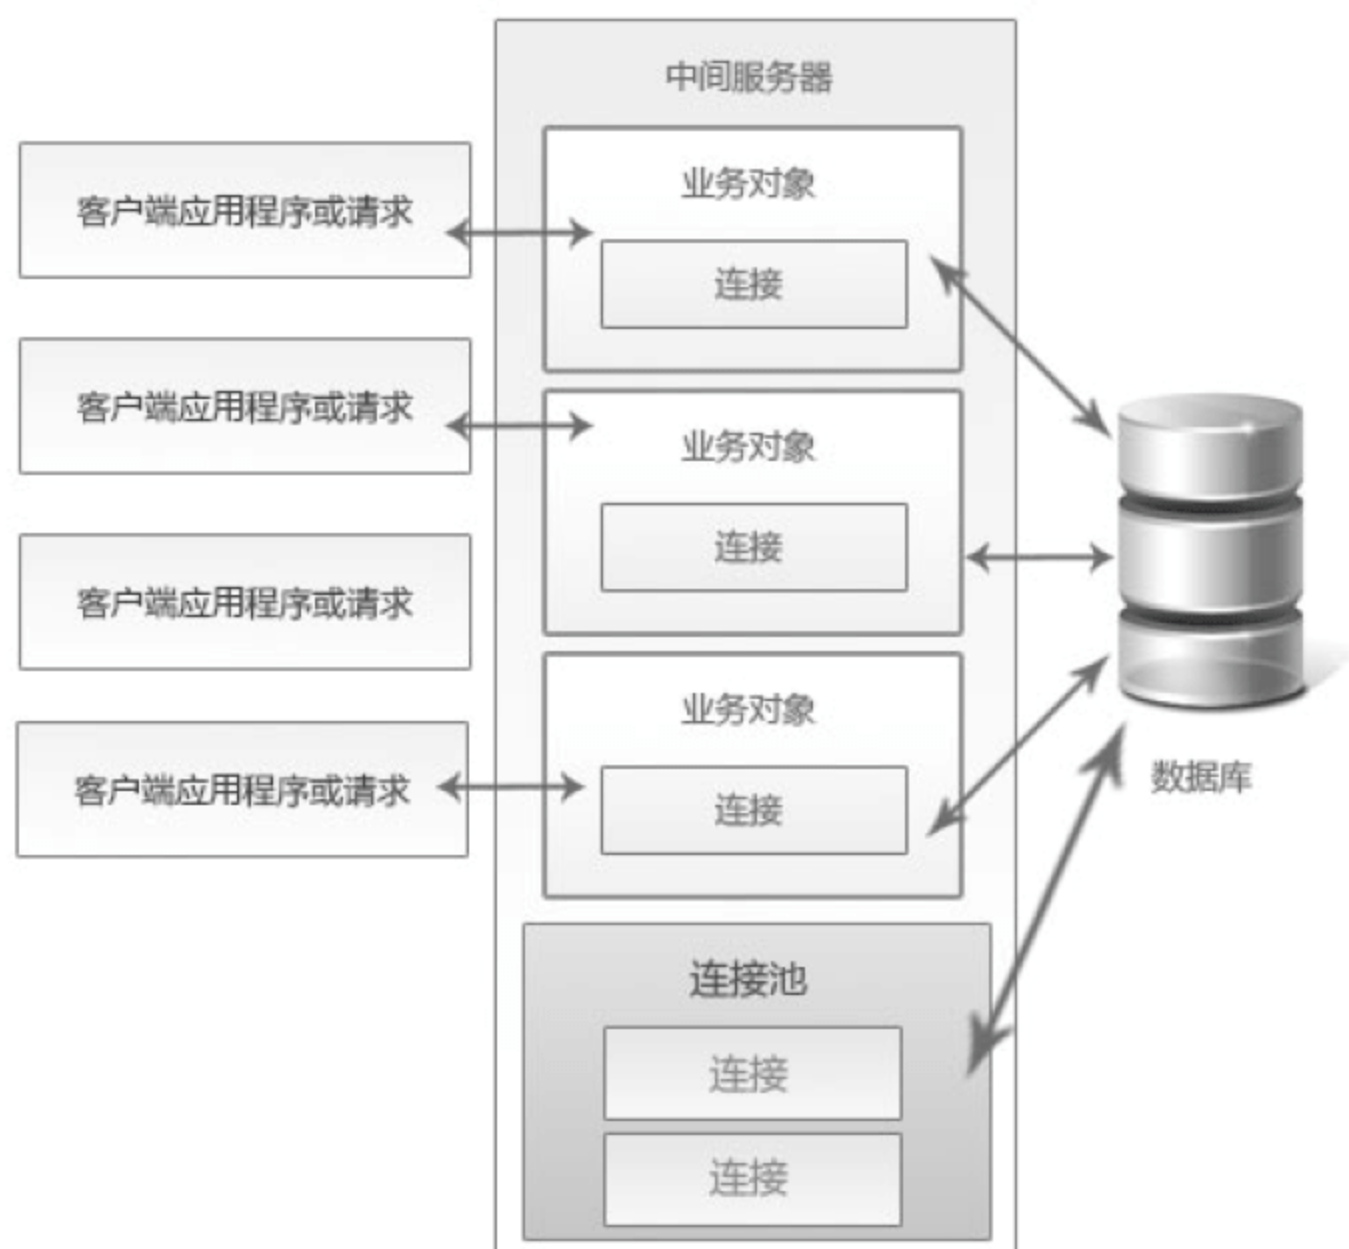 中间服务器
客户端应用程序或请求
业务对象
连接
客户端应用程序或请求
业务对象
连接
客户端应用程序或请求
业务对象
连接
客户端应用程序或请求
数据库
连接池
连接
连接